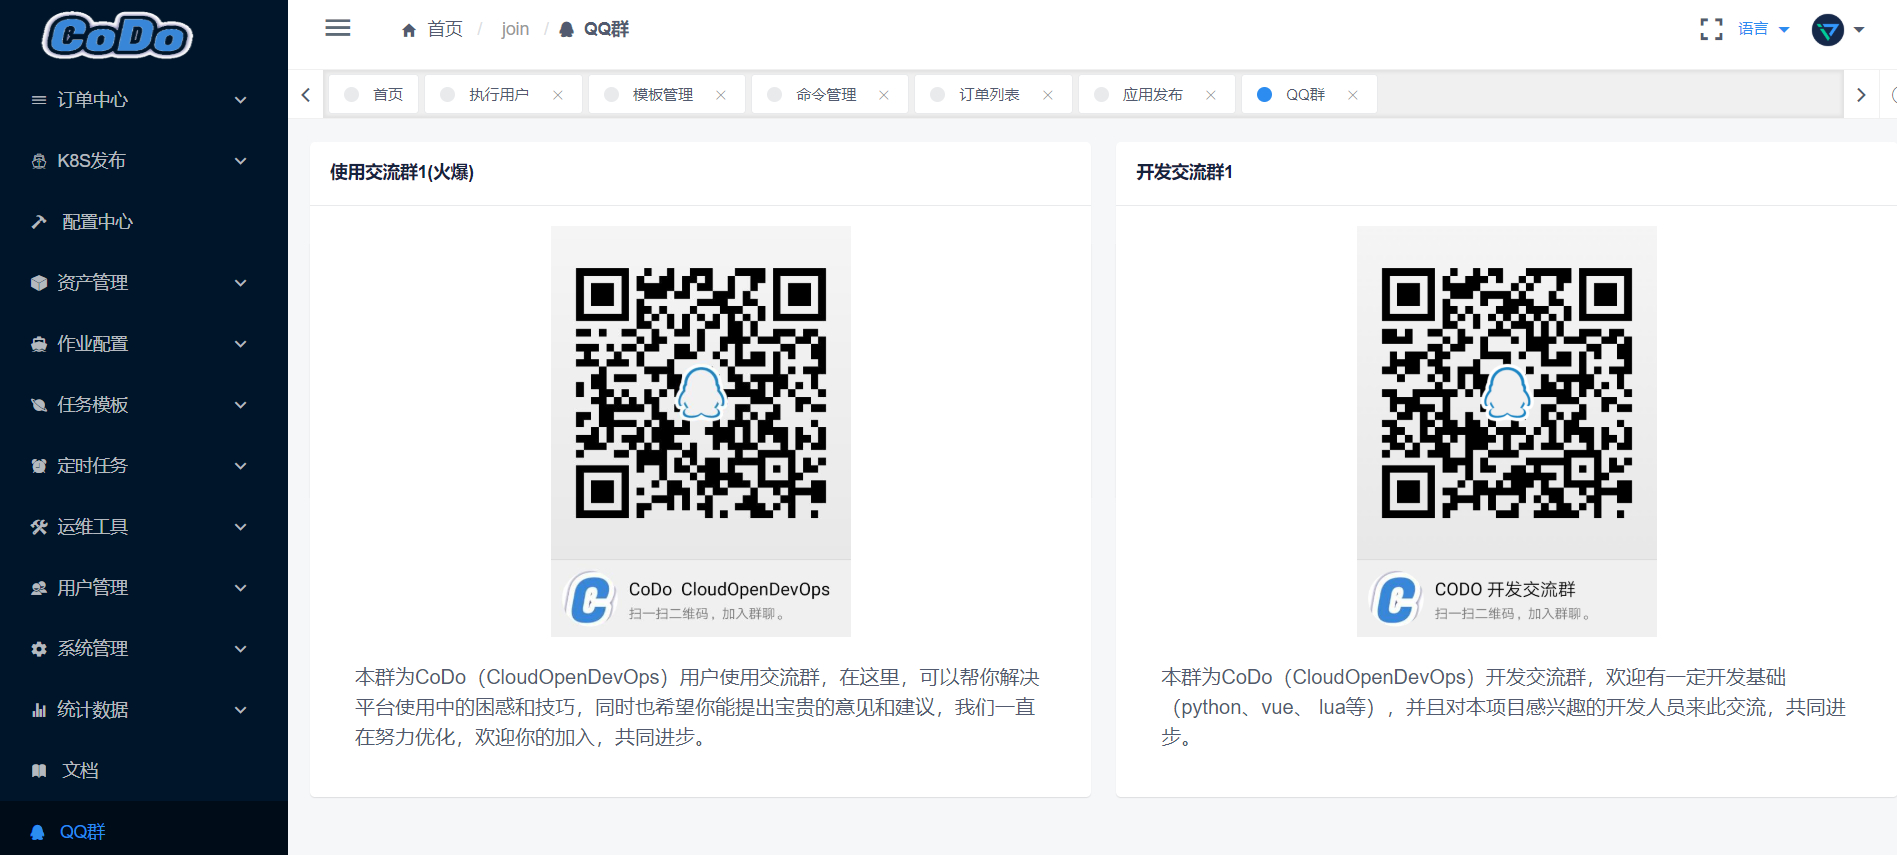 CoDo
首页 / join / QQ群
语言
首页
执行用户
模板管理
命令管理
订单列表
应用发布
QQ群
订单中心
K8S发布
配置中心
资产管理
作业配置
任务模板
定时任务
运维工具
用户管理
系统管理
统计数据
文档
QQ群
使用交流群1(火爆)
CoDo CloudOpenDevOps
扫一扫二维码，加入群聊。
本群为CoDo（CloudOpenDevOps）用户使用交流群，在这里，可以帮你解决
平台使用中的困惑和技巧，同时也希望你能提出宝贵的意见和建议，我们一直
在努力优化，欢迎你的加入，共同进步。
开发交流群1
CODO 开发交流群
扫一扫二维码，加入群聊。
本群为CoDo（CloudOpenDevOps）开发交流群，欢迎有一定开发基础
（python、vue、 lua等），并且对本项目感兴趣的开发人员来此交流，共同进
步。